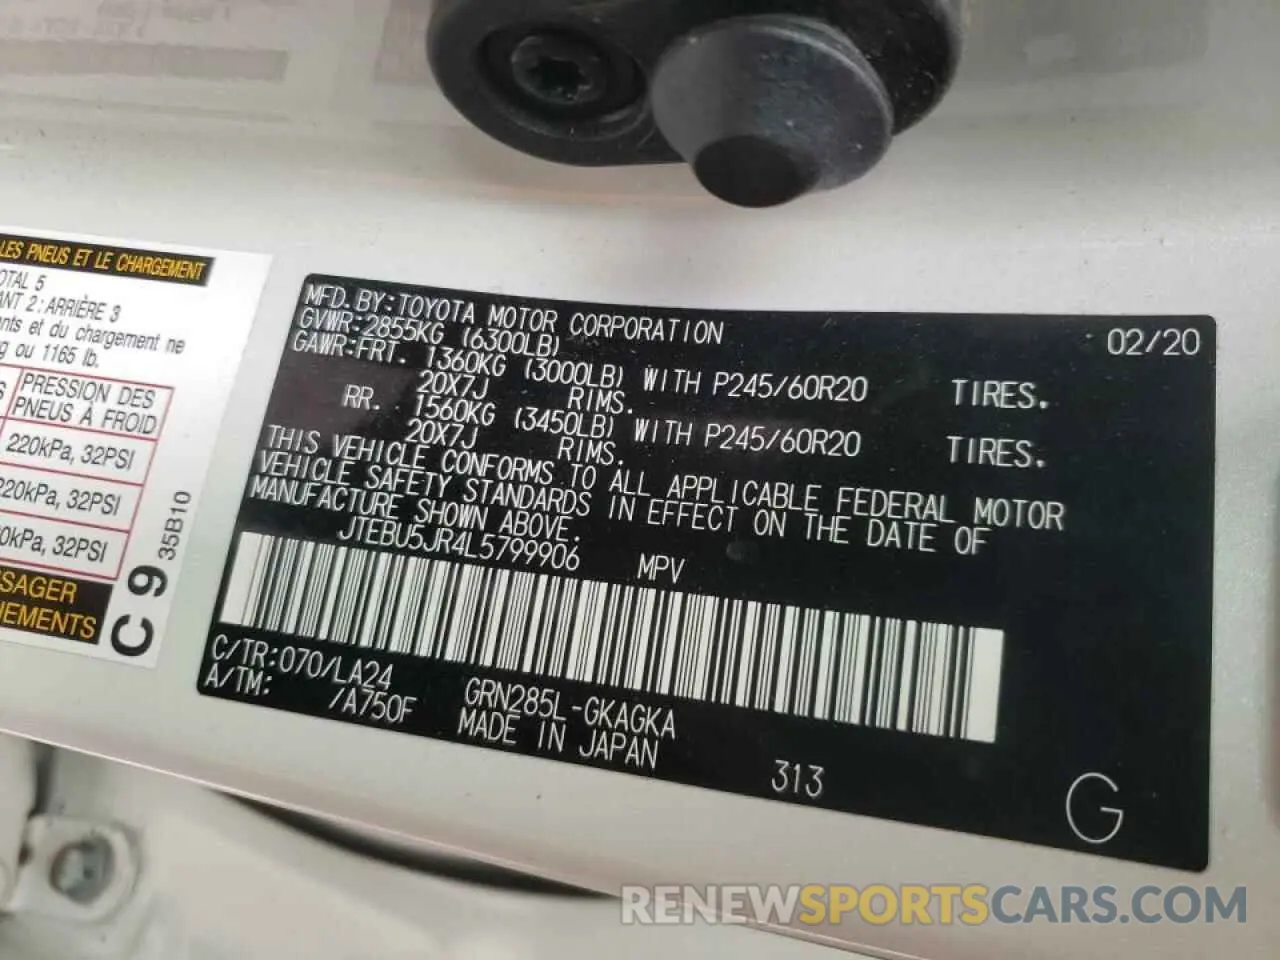 LES PNEUS ET LE CHARGEMENT
OTAL 5
ANT 2 : ARRIÈRE 3
nts et du chargement ne
g ou 1165 lb.
PRESSION DES
PNEUS À FROID
220kPa, 32PSI
220kPa, 32PSI
0kPa, 32PSI
SAGER
NEMENTS
C 9 35B10
MFD. BY: TOYOTA MOTOR CORPORATION 02/20
GVWR: 2855KG (6300LB)
GAWR: FRT. 1360KG (3000LB) WITH P245/60R20 TIRES.
20X7J RIMS.
RR. 1560KG (3450LB) WITH P245/60R20 TIRES.
20X7J RIMS.
THIS VEHICLE CONFORMS TO ALL APPLICABLE FEDERAL MOTOR
VEHICLE SAFETY STANDARDS IN EFFECT ON THE DATE OF
MANUFACTURE SHOWN ABOVE.
JTEBU5JR4L5799906 MPV
C/TR: 070/LA24 GRN285L-GKAGKA
A/TM: /A750F MADE IN JAPAN
313
G
RENEWSPORTSCARS.COM